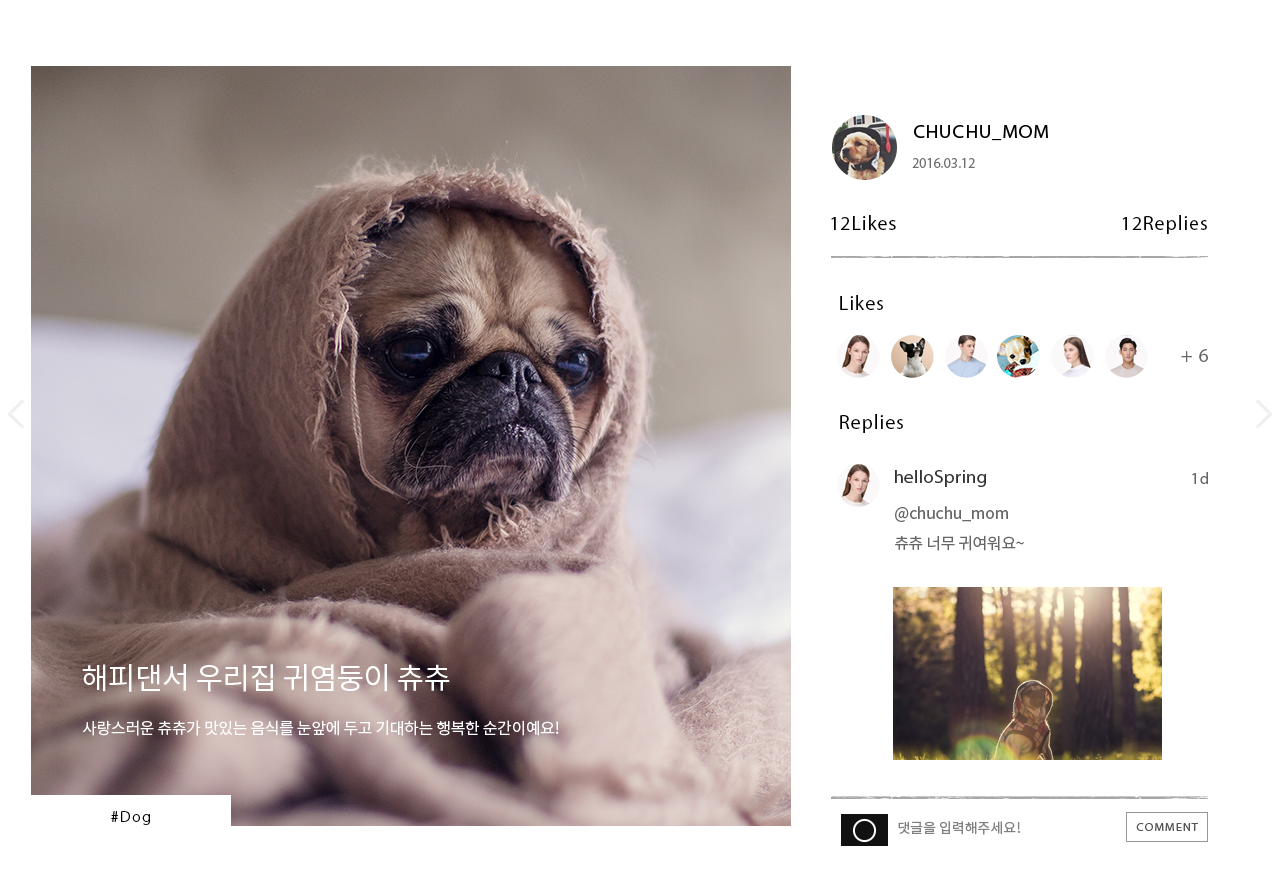 CHUCHU_MOM
2016.03.12
12Likes
12Replies
Likes
+ 6
Replies
helloSpring
1d
@chuchu_mom
츄츄 너무 귀여워요~
해피댄서 우리집 귀염둥이 츄츄
사랑스러운 츄츄가 맛있는 음식를 눈앞에 두고 기대하는 행복한 순간이예요!
#Dog
댓글을 입력해주세요!
COMMENT